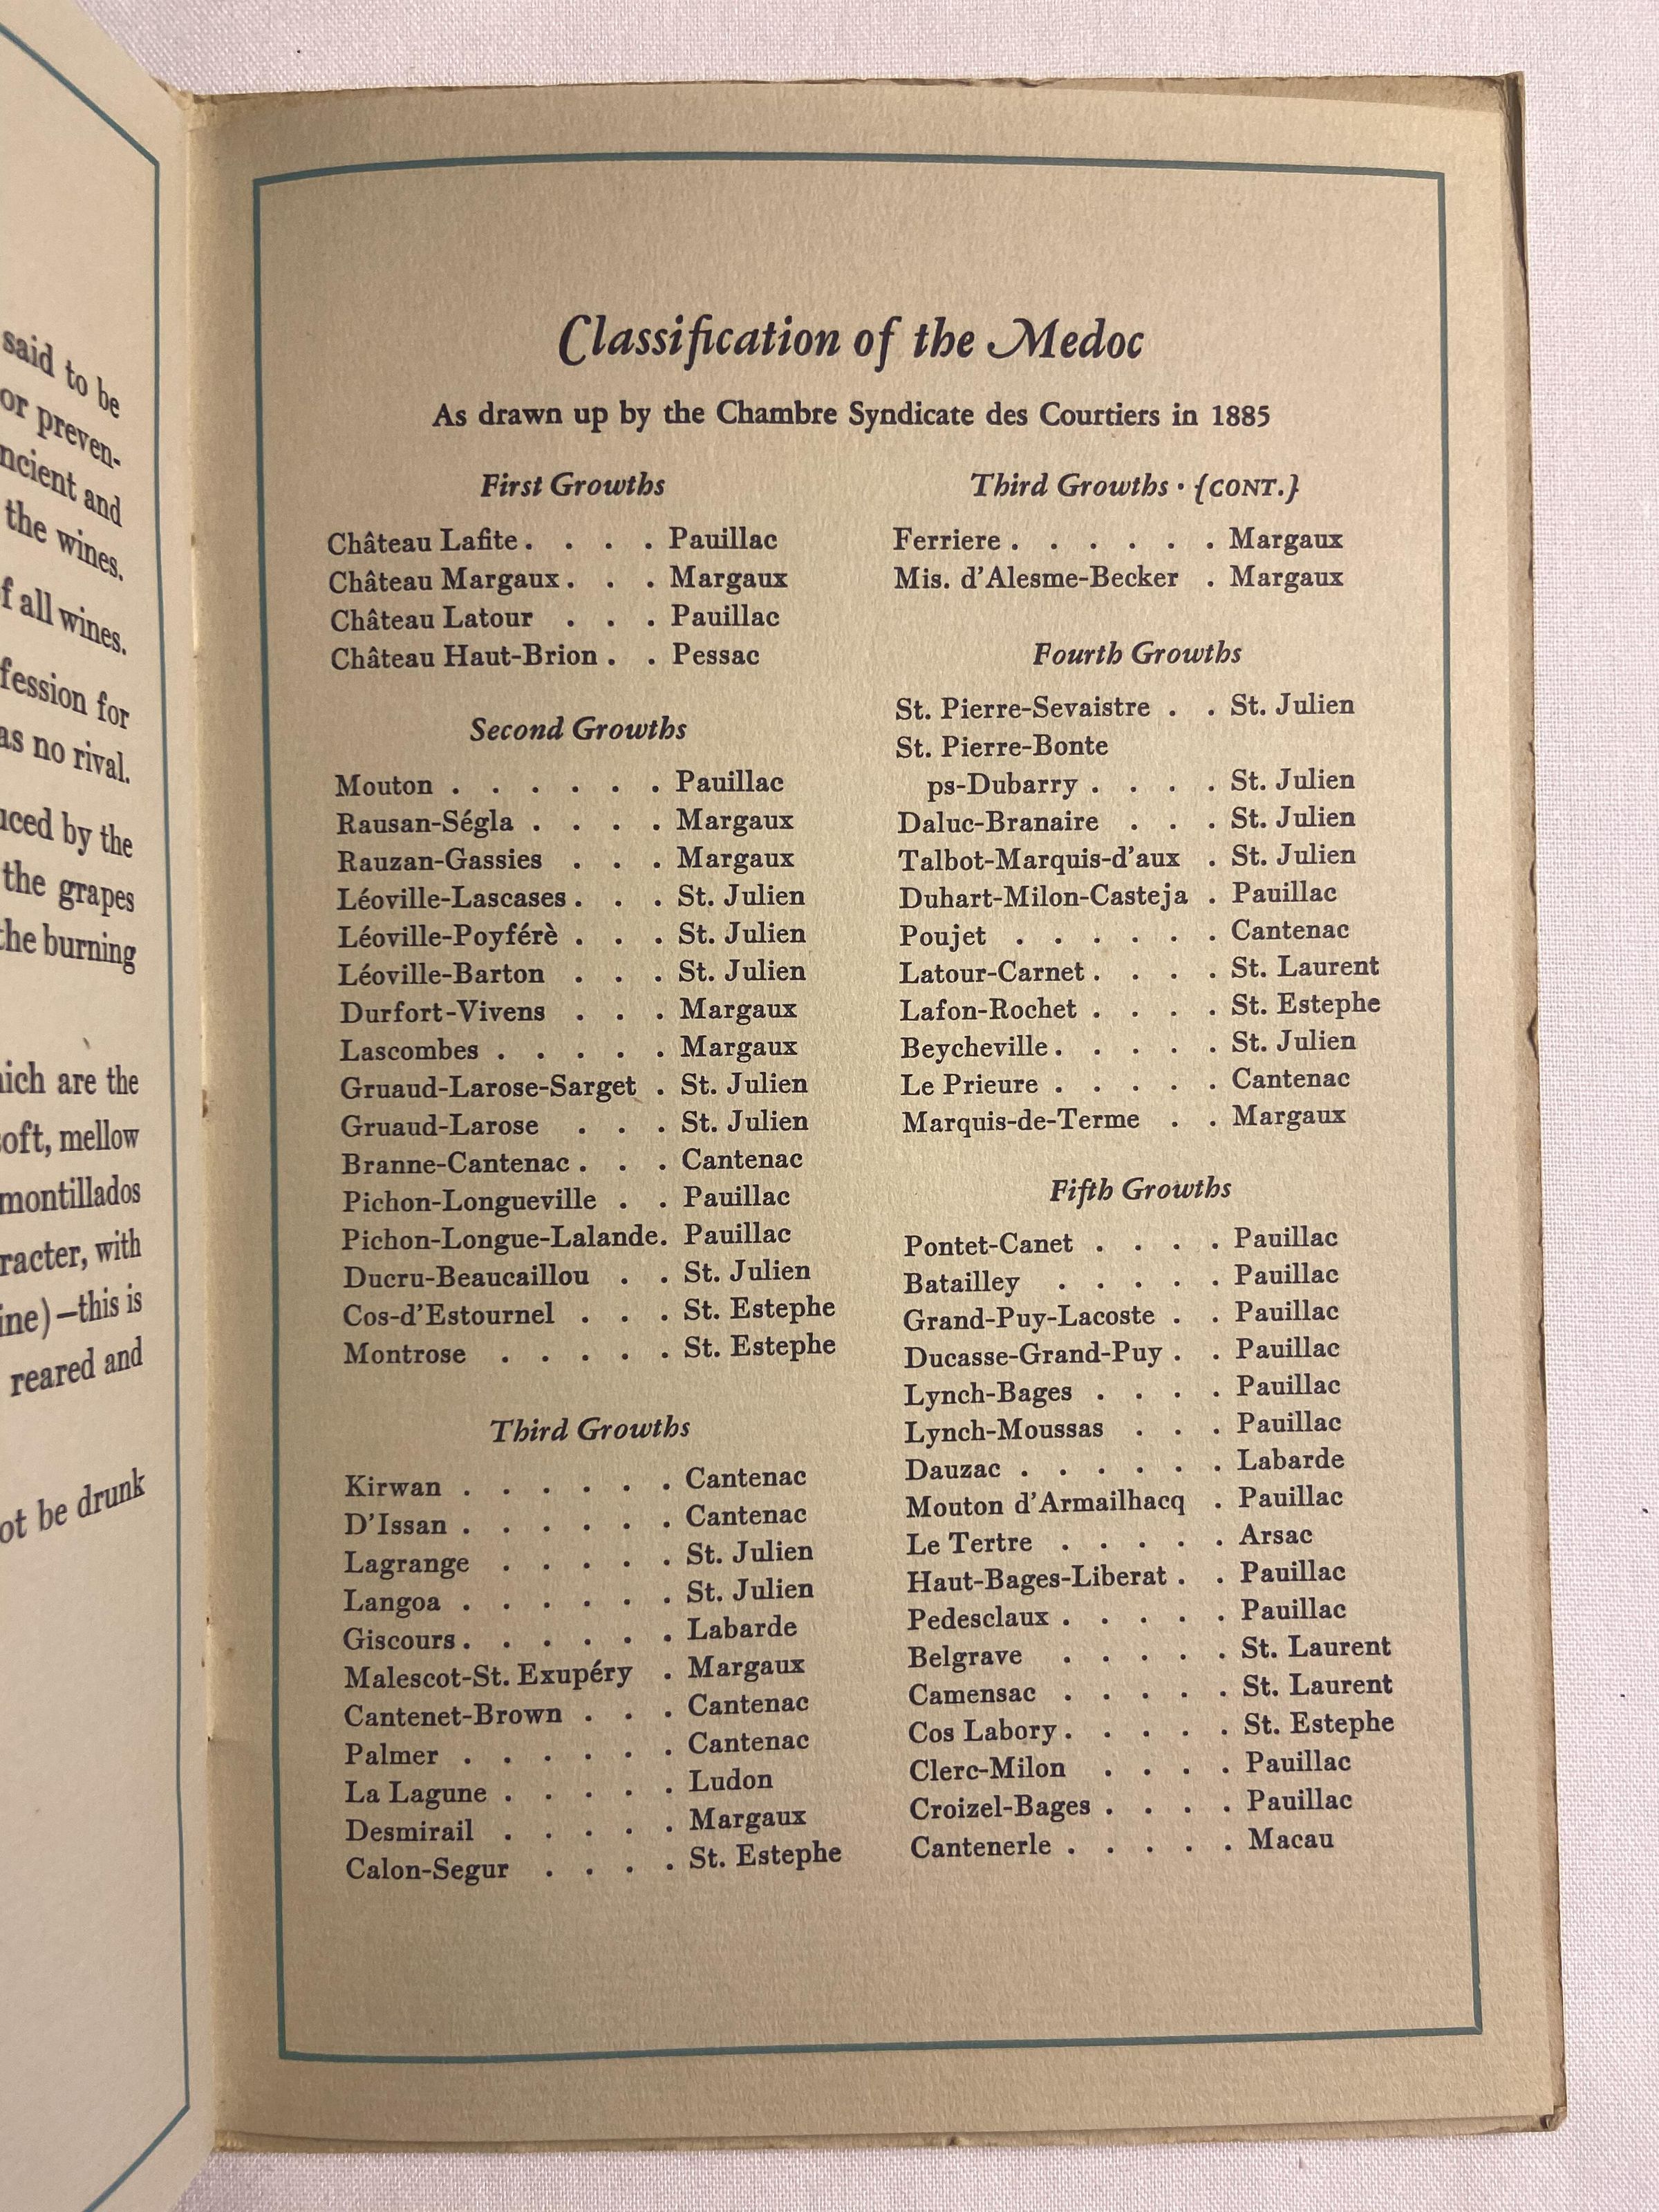 said to be
or preven-
ncient and
the wines.
f all wines.
fession for
as no rival.
uced by the
the grapes
the burning
ich are the
soft, mellow
montillados
racter, with
ine)—this is
reared and
ot be drunk
Classification of the Medoc
As drawn up by the Chambre Syndicate des Courtiers in 1885
First Growths
Château Lafite . . . . Pauillac
Château Margaux . . . Margaux
Château Latour . . . Pauillac
Château Haut-Brion . . Pessac
Second Growths
Mouton . . . . . . Pauillac
Rausan-Ségla . . . . Margaux
Rauzan-Gassies . . . Margaux
Léoville-Lascases . . . St. Julien
Léoville-Poyférè . . . St. Julien
Léoville-Barton . . . St. Julien
Durfort-Vivens . . . Margaux
Lascombes . . . . . Margaux
Gruaud-Larose-Sarget . St. Julien
Gruaud-Larose . . . St. Julien
Branne-Cantenac . . . Cantenac
Pichon-Longueville . . Pauillac
Pichon-Longue-Lalande. Pauillac
Ducru-Beaucaillou . . St. Julien
Cos-d'Estournel . . . St. Estephe
Montrose . . . . . St. Estephe
Third Growths
Kirwan . . . . . . Cantenac
D'Issan . . . . . . Cantenac
Lagrange . . . . . St. Julien
Langoa . . . . . . St. Julien
Giscours . . . . . . Labarde
Malescot-St. Exupéry . Margaux
Cantenet-Brown . . . Cantenac
Palmer . . . . . . Cantenac
La Lagune . . . . . Ludon
Desmirail . . . . . Margaux
Calon-Segur . . . . St. Estephe
Third Growths · {CONT.}
Ferriere . . . . . . Margaux
Mis. d'Alesme-Becker . Margaux
Fourth Growths
St. Pierre-Sevaistre . . St. Julien
St. Pierre-Bonte
ps-Dubarry . . . . St. Julien
Daluc-Branaire . . . St. Julien
Talbot-Marquis-d'aux . St. Julien
Duhart-Milon-Casteja . Pauillac
Poujet . . . . . . Cantenac
Latour-Carnet . . . . St. Laurent
Lafon-Rochet . . . . St. Estephe
Beycheville . . . . . St. Julien
Le Prieure . . . . . Cantenac
Marquis-de-Terme . . Margaux
Fifth Growths
Pontet-Canet . . . . Pauillac
Batailley . . . . . Pauillac
Grand-Puy-Lacoste . . Pauillac
Ducasse-Grand-Puy . . Pauillac
Lynch-Bages . . . . Pauillac
Lynch-Moussas . . . Pauillac
Dauzac . . . . . . Labarde
Mouton d'Armailhacq . Pauillac
Le Tertre . . . . . Arsac
Haut-Bages-Liberat . . Pauillac
Pedesclaux . . . . . Pauillac
Belgrave . . . . . St. Laurent
Camensac . . . . . St. Laurent
Cos Labory . . . . . St. Estephe
Clerc-Milon . . . . Pauillac
Croizel-Bages . . . . Pauillac
Cantenerle . . . . . Macau